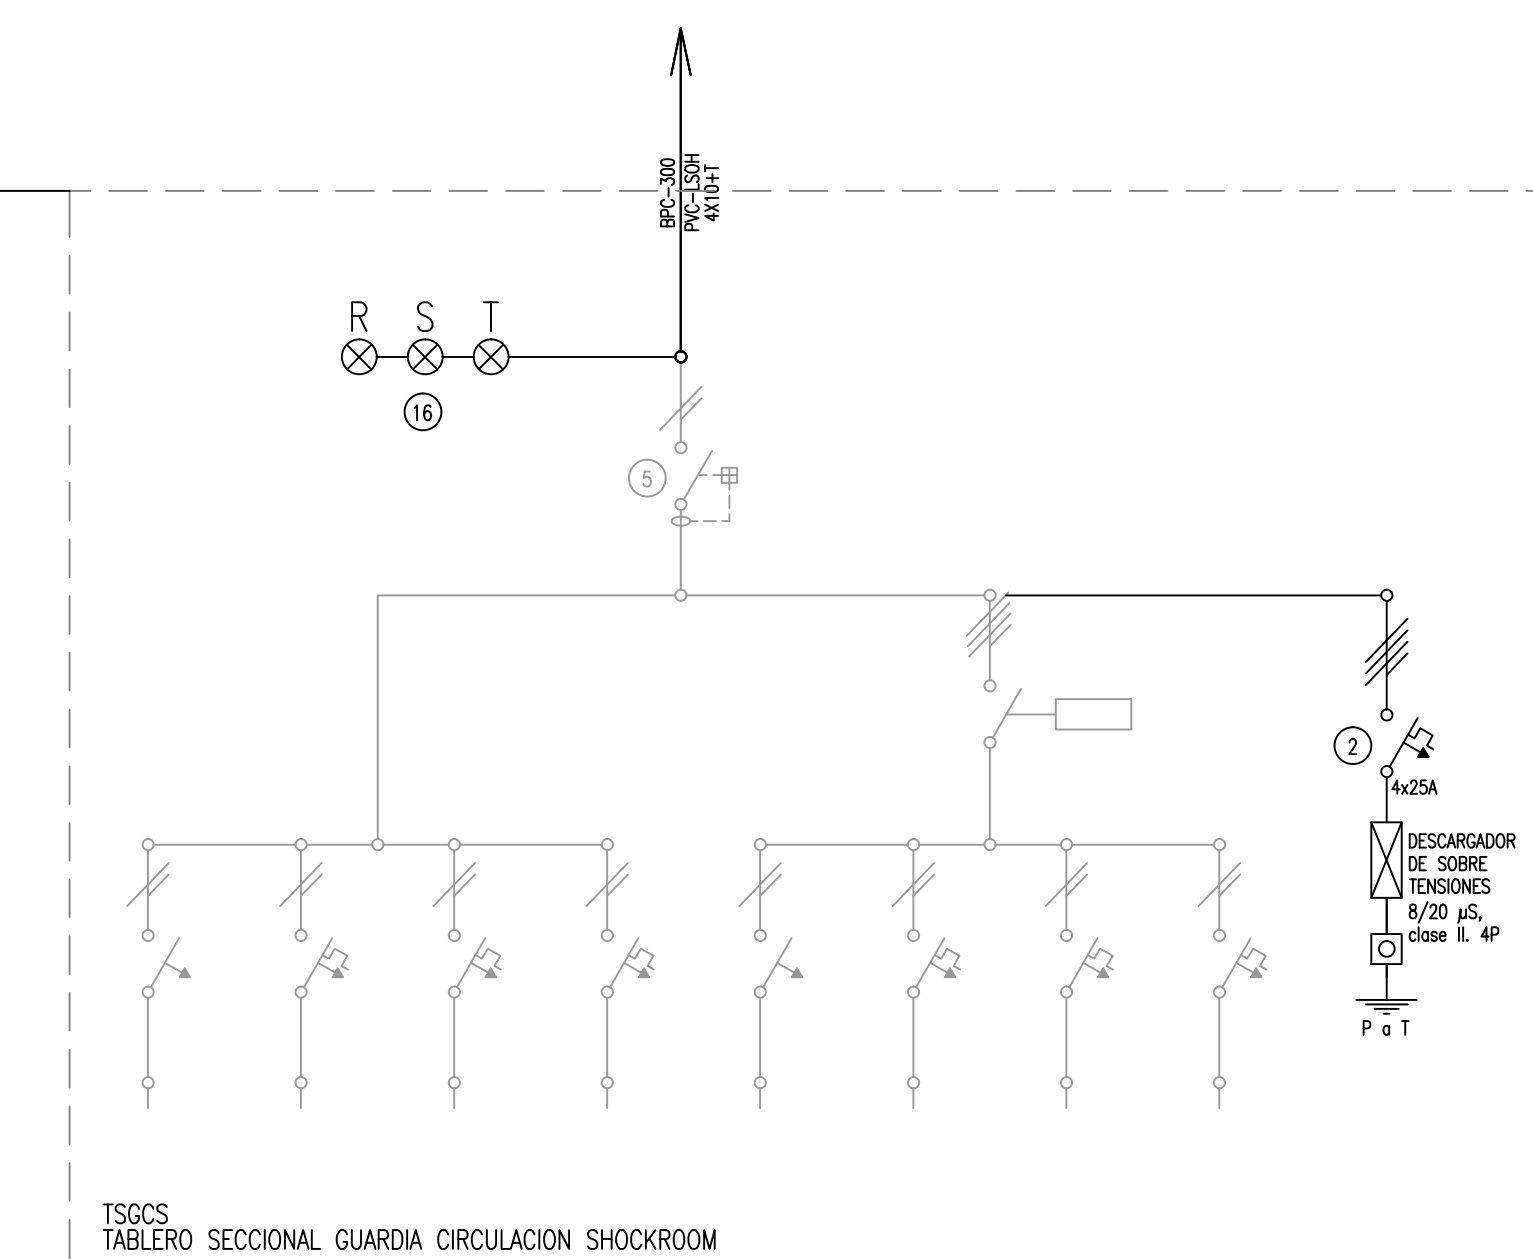 BPC-300
PVC-LSOH
4X10+T
R S T
16
5
2
4x25A
DESCARGADOR
DE SOBRE
TENSIONES
8/20 µS,
clase II. 4P
P a T
TSGCS
TABLERO SECCIONAL GUARDIA CIRCULACION SHOCKROOM